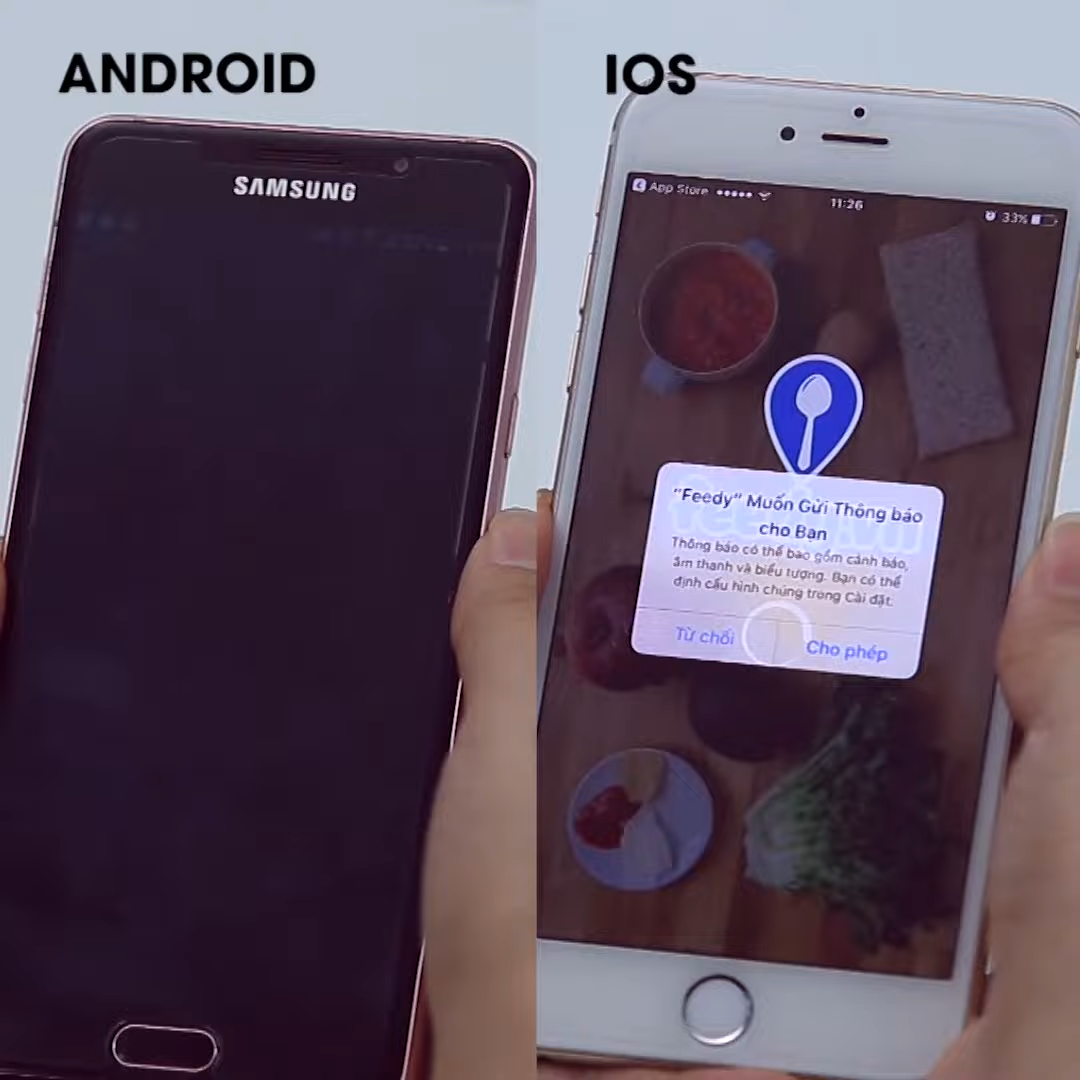 ANDROID
IOS
SAMSUNG
App Store
11:26
33%
"Feedy" Muốn Gửi Thông báo
cho Bạn
Thông báo có thể bao gồm cảnh báo,
âm thanh và biểu tượng. Bạn có thể
định cấu hình chúng trong Cài đặt.
Từ chối
Cho phép